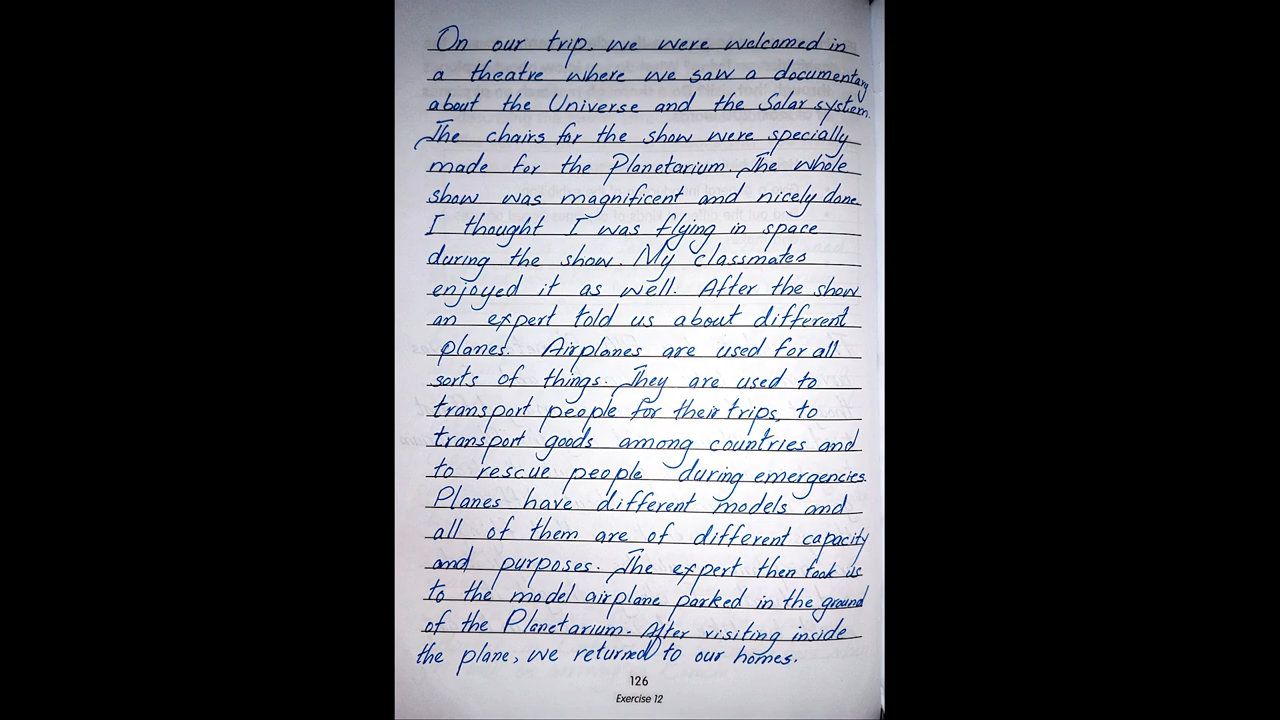 On our trip, we were welcomed in
a theatre where we saw a documentary
about the Universe and the Solar system.
The chairs for the show were specially
made for the Planetarium. The whole
show was magnificent and nicely done.
I thought I was flying in space
during the show. My classmates
enjoyed it as well. After the show
an expert told us about different
planes. Airplanes are used for all
sorts of things. They are used to
transport people for their trips, to
transport goods among countries and
to rescue people during emergencies.
Planes have different models and
all of them are of different capacity
and purposes. The expert then took us
to the model airplane parked in the ground
of the Planetarium. After visiting inside
the plane, we returned to our homes.
126
Exercise 12